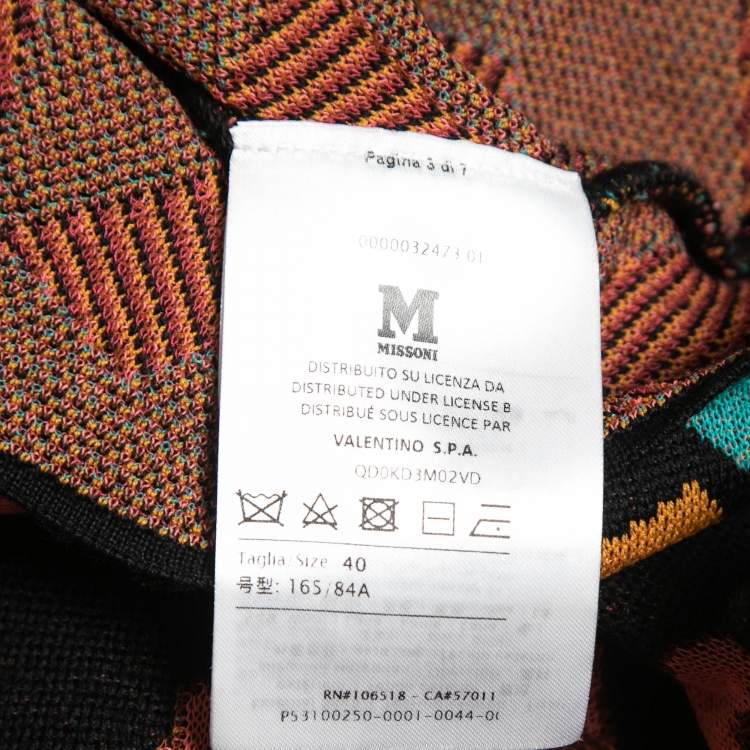 Pagina 3 di 7
0000032473 01
M
MISSONI
DISTRIBUITO SU LICENZA DA
DISTRIBUTED UNDER LICENSE B
DISTRIBUÉ SOUS LICENCE PAR
VALENTINO S.P.A.
QD0KD3M02VD
Taglia/Size 40
号型: 165/84A
RN#106518 - CA#57011
P53100250-0001-0044-0